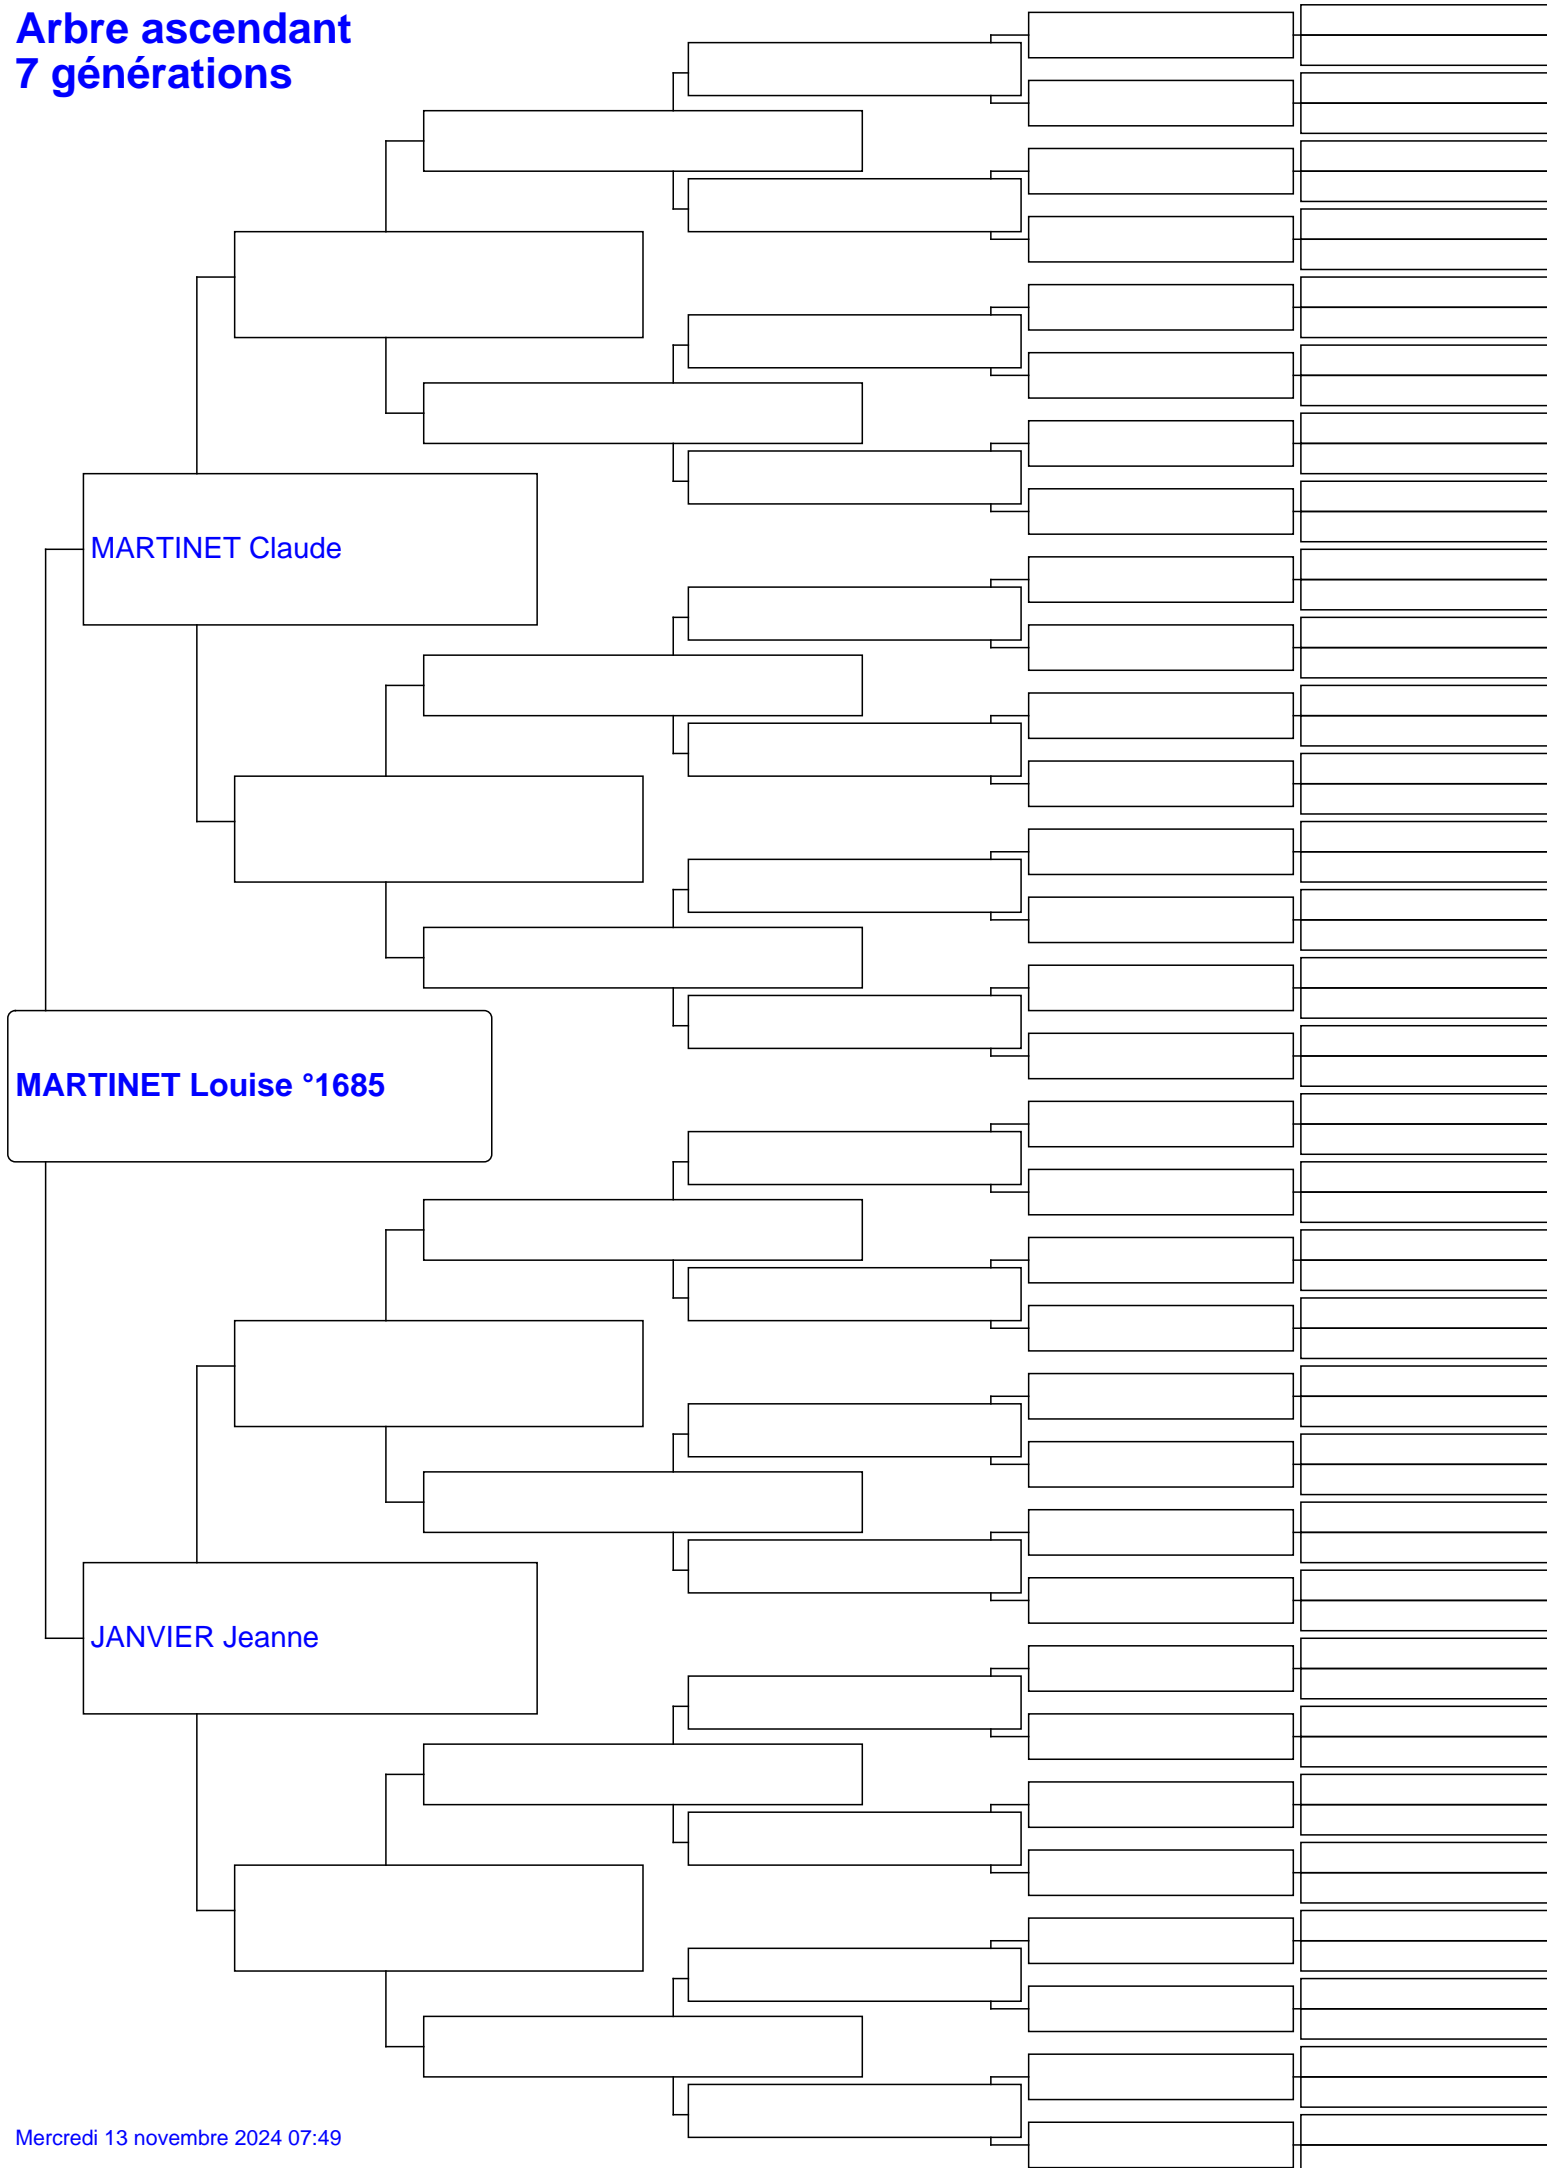 Arbre ascendant
7 générations
MARTINET Claude
MARTINET Louise °1685
JANVIER Jeanne
Mercredi 13 novembre 2024 07:49